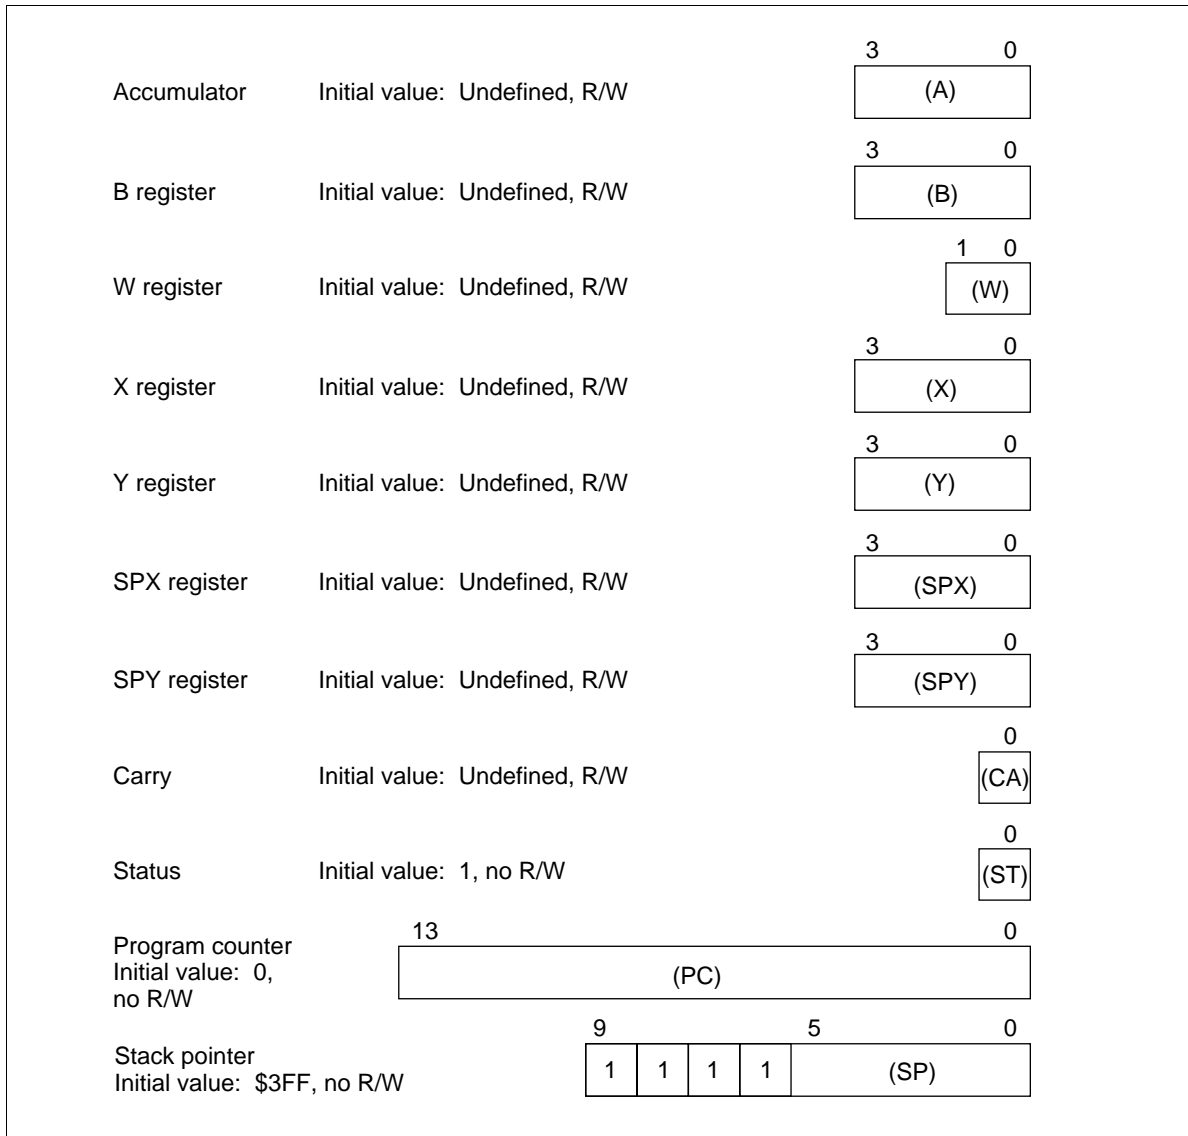 3 0
Accumulator Initial value: Undefined, R/W (A)
3 0
B register Initial value: Undefined, R/W (B)
1 0
W register Initial value: Undefined, R/W (W)
3 0
X register Initial value: Undefined, R/W (X)
3 0
Y register Initial value: Undefined, R/W (Y)
3 0
SPX register Initial value: Undefined, R/W (SPX)
3 0
SPY register Initial value: Undefined, R/W (SPY)
0
Carry Initial value: Undefined, R/W (CA)
0
Status Initial value: 1, no R/W (ST)
13 0
Program counter
Initial value: 0,
no R/W
(PC)
9 5 0
Stack pointer
Initial value: $3FF, no R/W
1 1 1 1 (SP)